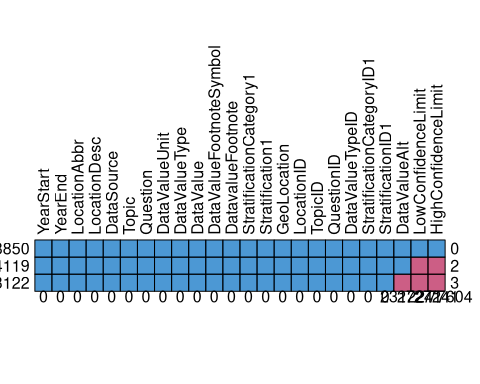 YearStart
YearEnd
LocationAbbr
LocationDesc
DataSource
Topic
Question
DataValueUnit
DataValueType
DataValue
DataValueFootnoteSymbol
DatavalueFootnote
StratificationCategory1
Stratification1
GeoLocation
LocationID
TopicID
QuestionID
DataValueTypeID
StratificationCategoryID1
StratificationID1
DataValueAlt
LowConfidenceLimit
HighConfidenceLimit
0
2
3
0 0 0 0 0 0 0 0 0 0 0 0 0 0 0 0 0 0 0 0 0